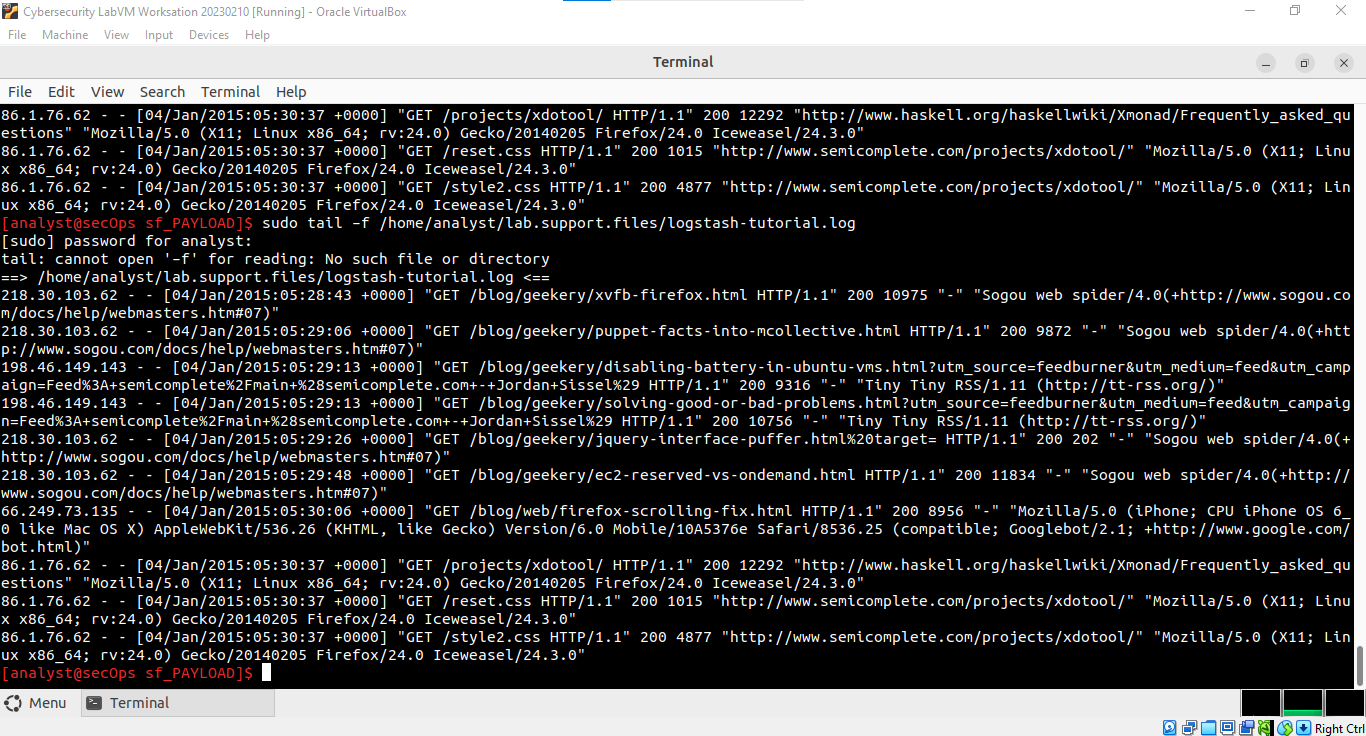 Cybersecurity LabVM Worksation 20230210 [Running] - Oracle VirtualBox
File Machine View Input Devices Help
Terminal
File Edit View Search Terminal Help
86.1.76.62 - - [04/Jan/2015:05:30:37 +0000] "GET /projects/xdotool/ HTTP/1.1" 200 12292 "http://www.haskell.org/haskellwiki/Xmonad/Frequently_asked_qu
estions" "Mozilla/5.0 (X11; Linux x86_64; rv:24.0) Gecko/20140205 Firefox/24.0 Iceweasel/24.3.0"
86.1.76.62 - - [04/Jan/2015:05:30:37 +0000] "GET /reset.css HTTP/1.1" 200 1015 "http://www.semicomplete.com/projects/xdotool/" "Mozilla/5.0 (X11; Linu
x x86_64; rv:24.0) Gecko/20140205 Firefox/24.0 Iceweasel/24.3.0"
86.1.76.62 - - [04/Jan/2015:05:30:37 +0000] "GET /style2.css HTTP/1.1" 200 4877 "http://www.semicomplete.com/projects/xdotool/" "Mozilla/5.0 (X11; Lin
ux x86_64; rv:24.0) Gecko/20140205 Firefox/24.0 Iceweasel/24.3.0"
[analyst@secOps sf_PAYLOAD]$ sudo tail –f /home/analyst/lab.support.files/logstash-tutorial.log
[sudo] password for analyst:
tail: cannot open '–f' for reading: No such file or directory
==> /home/analyst/lab.support.files/logstash-tutorial.log <==
218.30.103.62 - - [04/Jan/2015:05:28:43 +0000] "GET /blog/geekery/xvfb-firefox.html HTTP/1.1" 200 10975 "-" "Sogou web spider/4.0(+http://www.sogou.co
m/docs/help/webmasters.htm#07)"
218.30.103.62 - - [04/Jan/2015:05:29:06 +0000] "GET /blog/geekery/puppet-facts-into-mcollective.html HTTP/1.1" 200 9872 "-" "Sogou web spider/4.0(+htt
p://www.sogou.com/docs/help/webmasters.htm#07)"
198.46.149.143 - - [04/Jan/2015:05:29:13 +0000] "GET /blog/geekery/disabling-battery-in-ubuntu-vms.html?utm_source=feedburner&utm_medium=feed&utm_camp
aign=Feed%3A+semicomplete%2Fmain+%28semicomplete.com+-+Jordan+Sissel%29 HTTP/1.1" 200 9316 "-" "Tiny Tiny RSS/1.11 (http://tt-rss.org/)"
198.46.149.143 - - [04/Jan/2015:05:29:13 +0000] "GET /blog/geekery/solving-good-or-bad-problems.html?utm_source=feedburner&utm_medium=feed&utm_campaig
n=Feed%3A+semicomplete%2Fmain+%28semicomplete.com+-+Jordan+Sissel%29 HTTP/1.1" 200 10756 "-" "Tiny Tiny RSS/1.11 (http://tt-rss.org/)"
218.30.103.62 - - [04/Jan/2015:05:29:26 +0000] "GET /blog/geekery/jquery-interface-puffer.html%20target= HTTP/1.1" 200 202 "-" "Sogou web spider/4.0(+
http://www.sogou.com/docs/help/webmasters.htm#07)"
218.30.103.62 - - [04/Jan/2015:05:29:48 +0000] "GET /blog/geekery/ec2-reserved-vs-ondemand.html HTTP/1.1" 200 11834 "-" "Sogou web spider/4.0(+http://
www.sogou.com/docs/help/webmasters.htm#07)"
66.249.73.135 - - [04/Jan/2015:05:30:06 +0000] "GET /blog/web/firefox-scrolling-fix.html HTTP/1.1" 200 8956 "-" "Mozilla/5.0 (iPhone; CPU iPhone OS 6_
0 like Mac OS X) AppleWebKit/536.26 (KHTML, like Gecko) Version/6.0 Mobile/10A5376e Safari/8536.25 (compatible; Googlebot/2.1; +http://www.google.com/
bot.html)"
86.1.76.62 - - [04/Jan/2015:05:30:37 +0000] "GET /projects/xdotool/ HTTP/1.1" 200 12292 "http://www.haskell.org/haskellwiki/Xmonad/Frequently_asked_qu
estions" "Mozilla/5.0 (X11; Linux x86_64; rv:24.0) Gecko/20140205 Firefox/24.0 Iceweasel/24.3.0"
86.1.76.62 - - [04/Jan/2015:05:30:37 +0000] "GET /reset.css HTTP/1.1" 200 1015 "http://www.semicomplete.com/projects/xdotool/" "Mozilla/5.0 (X11; Linu
x x86_64; rv:24.0) Gecko/20140205 Firefox/24.0 Iceweasel/24.3.0"
86.1.76.62 - - [04/Jan/2015:05:30:37 +0000] "GET /style2.css HTTP/1.1" 200 4877 "http://www.semicomplete.com/projects/xdotool/" "Mozilla/5.0 (X11; Lin
ux x86_64; rv:24.0) Gecko/20140205 Firefox/24.0 Iceweasel/24.3.0"
[analyst@secOps sf_PAYLOAD]$
Menu Terminal
Right Ctrl